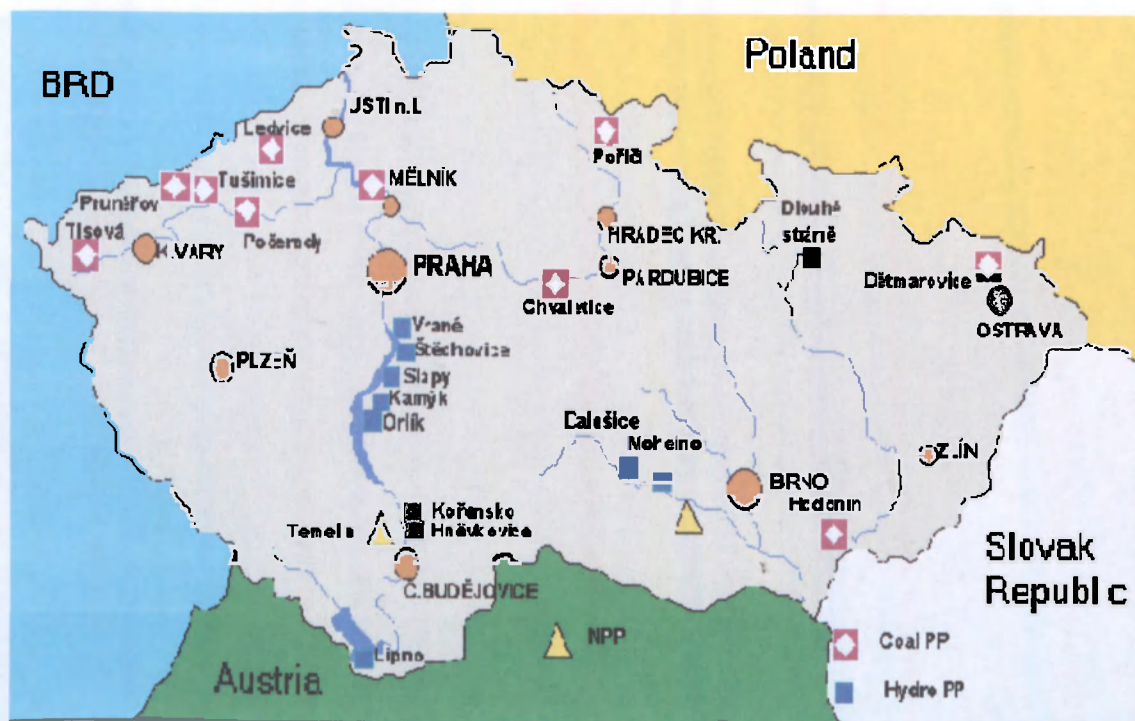 Poland
BRD
USTI n.L
Ledvice
Poříčí
MĚLNÍK
Tušimice
Prunéřov
Dlouhé
stráně
Tisová
Počerady
HRADEC KR.
K.VARY
PRAHA
PARDUBICE
Dětmarovice
Chvaletice
OSTRAVA
Vrané
Štěchovice
PLZEŇ
Slapy
Kamýk
Orlík
Dalešice
Mohelno
ZLÍN
BRNO
Hodonín
Kořensko
Temelín
Hněvkovice
Slovak
Republic
Č.BUDĚJOVICE
NPP
Coal PP
Lipno
Austria
Hydro PP